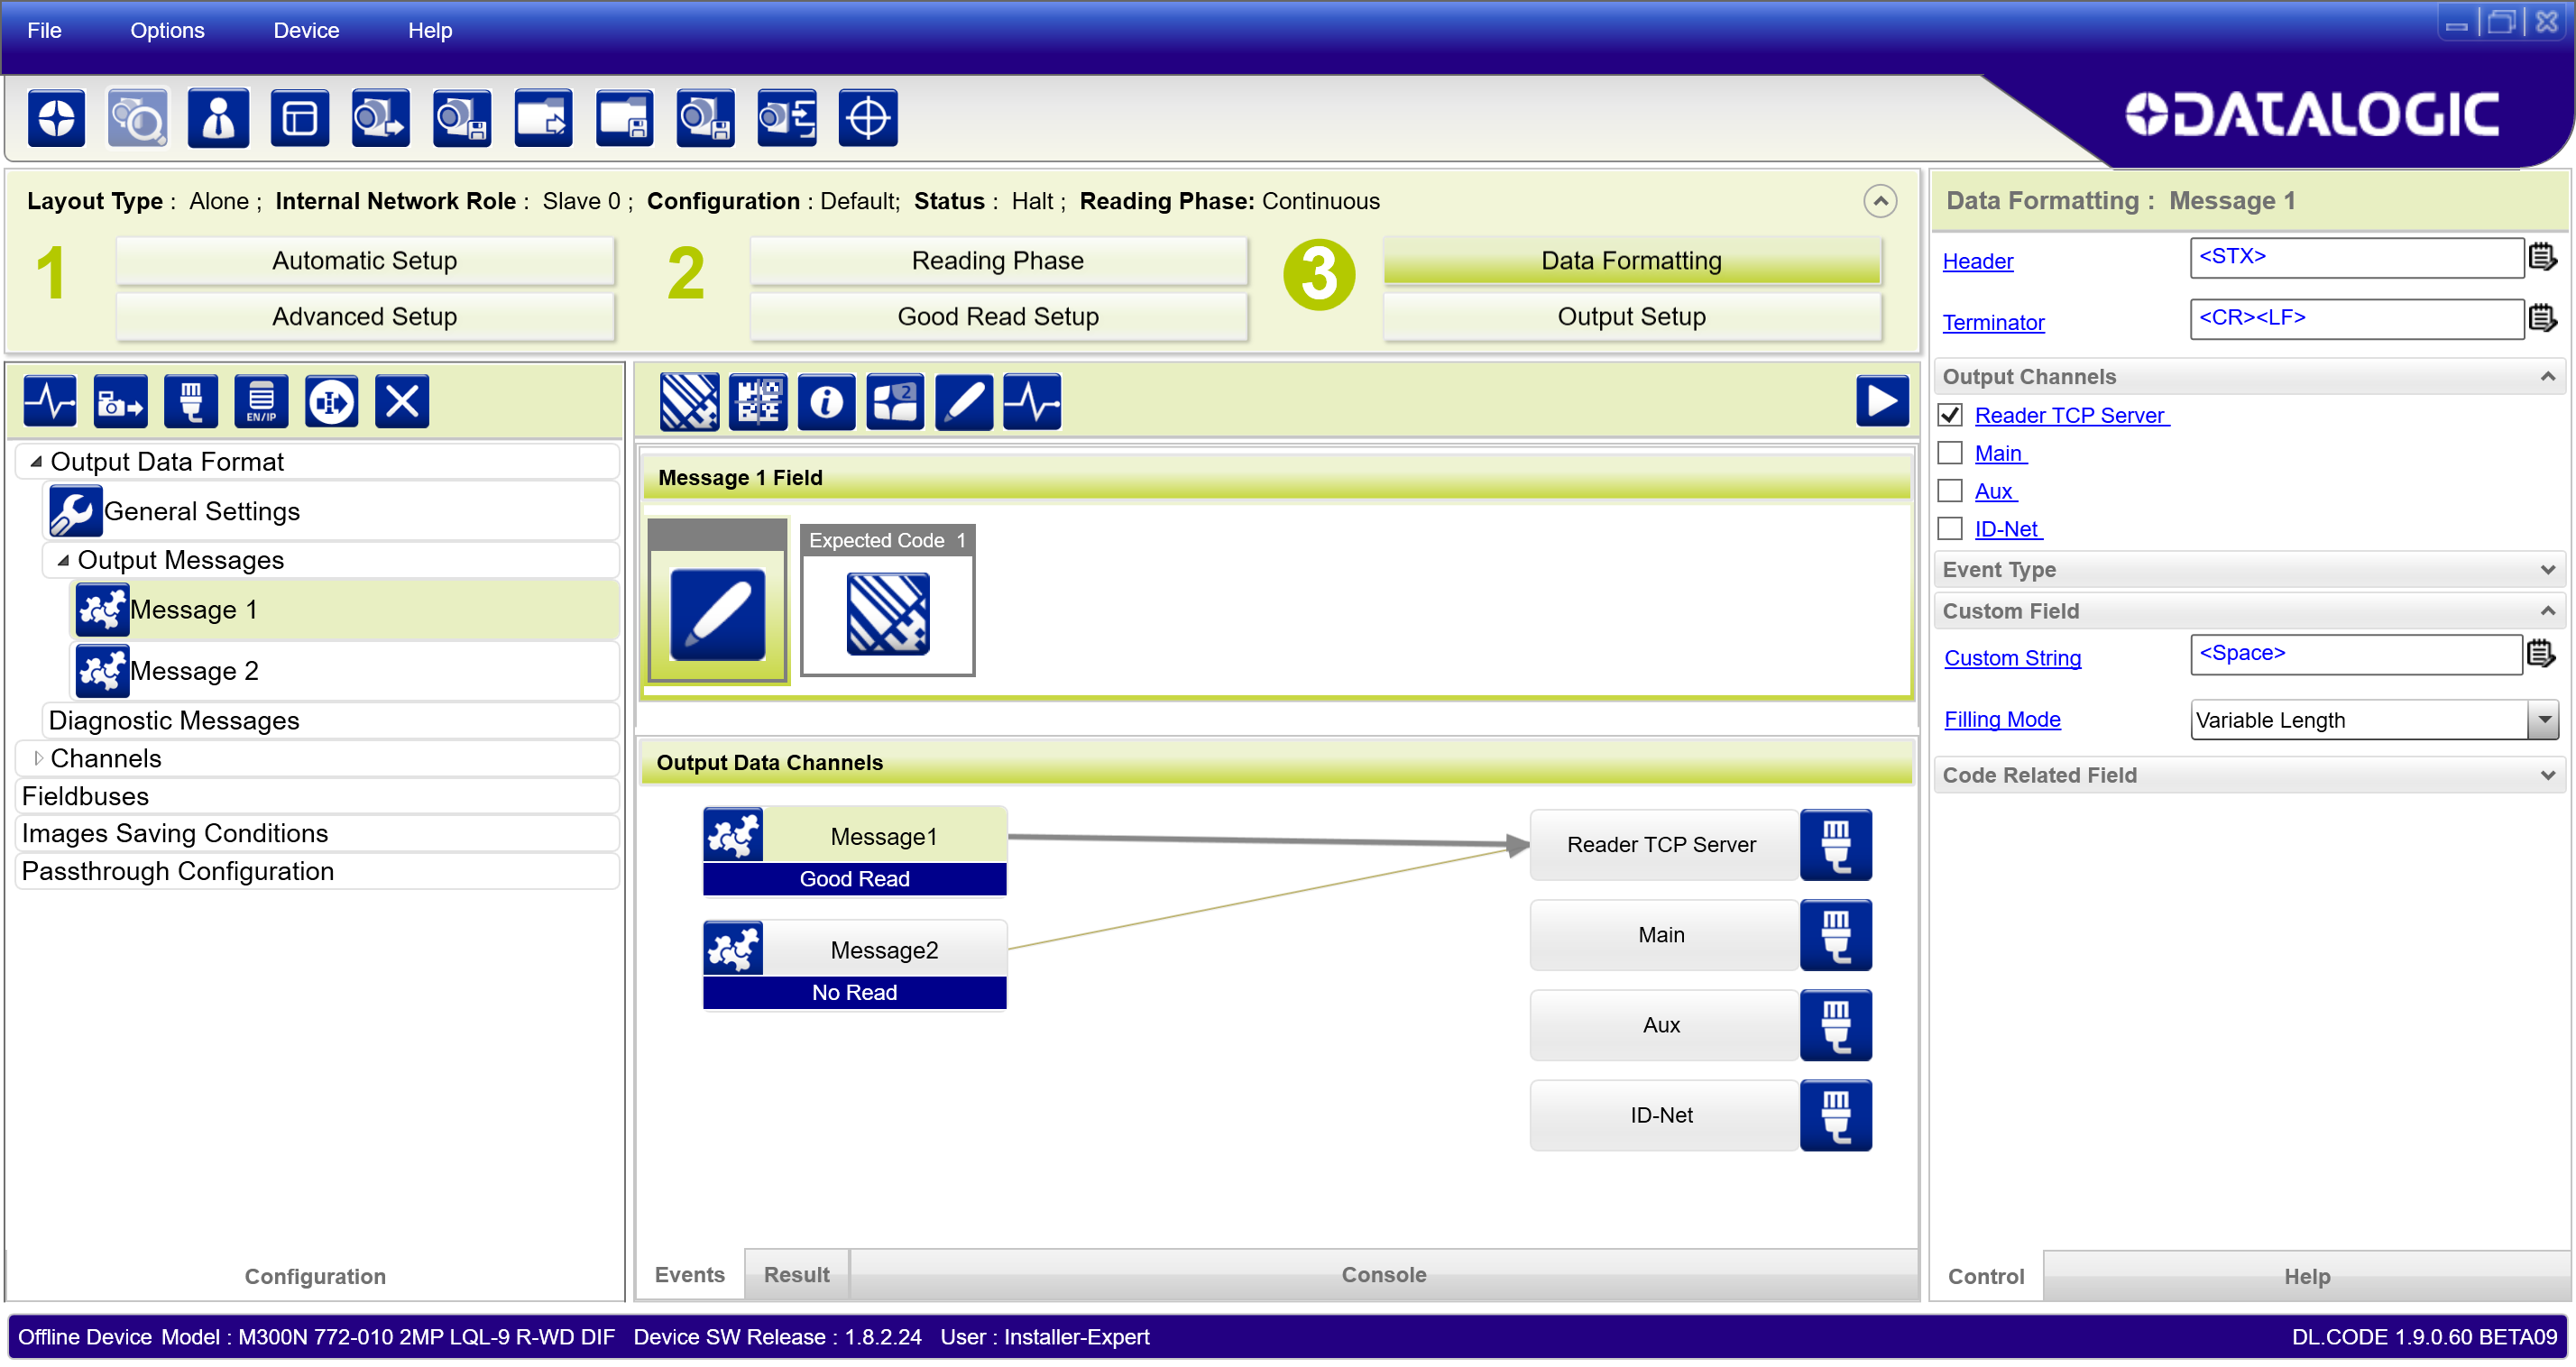 File Options Device Help
DATALOGIC
Layout Type : Alone ; Internal Network Role : Slave 0 ; Configuration : Default; Status : Halt ; Reading Phase: Continuous
1 Automatic Setup 2 Reading Phase 3 Data Formatting
Advanced Setup Good Read Setup Output Setup
EN/IP
Output Data Format
General Settings
Output Messages
Message 1
Message 2
Diagnostic Messages
Channels
Fieldbuses
Images Saving Conditions
Passthrough Configuration
Configuration
2
Message 1 Field
Expected Code 1
Output Data Channels
Message1
Good Read
Message2
No Read
Reader TCP Server
Main
Aux
ID-Net
Events Result Console
Data Formatting : Message 1
Header <STX>
Terminator <CR><LF>
Output Channels
Reader TCP Server
Main
Aux
ID-Net
Event Type
Custom Field
Custom String <Space>
Filling Mode Variable Length
Code Related Field
Control Help
Offline Device Model : M300N 772-010 2MP LQL-9 R-WD DIF Device SW Release : 1.8.2.24 User : Installer-Expert DL.CODE 1.9.0.60 BETA09